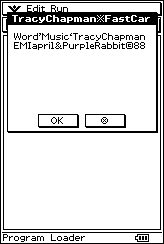 Edit Run
TracyChapman※FastCar
Word'Music'TracyChapman
EMIapril&PurpleRabbit©88
OK
Program Loader